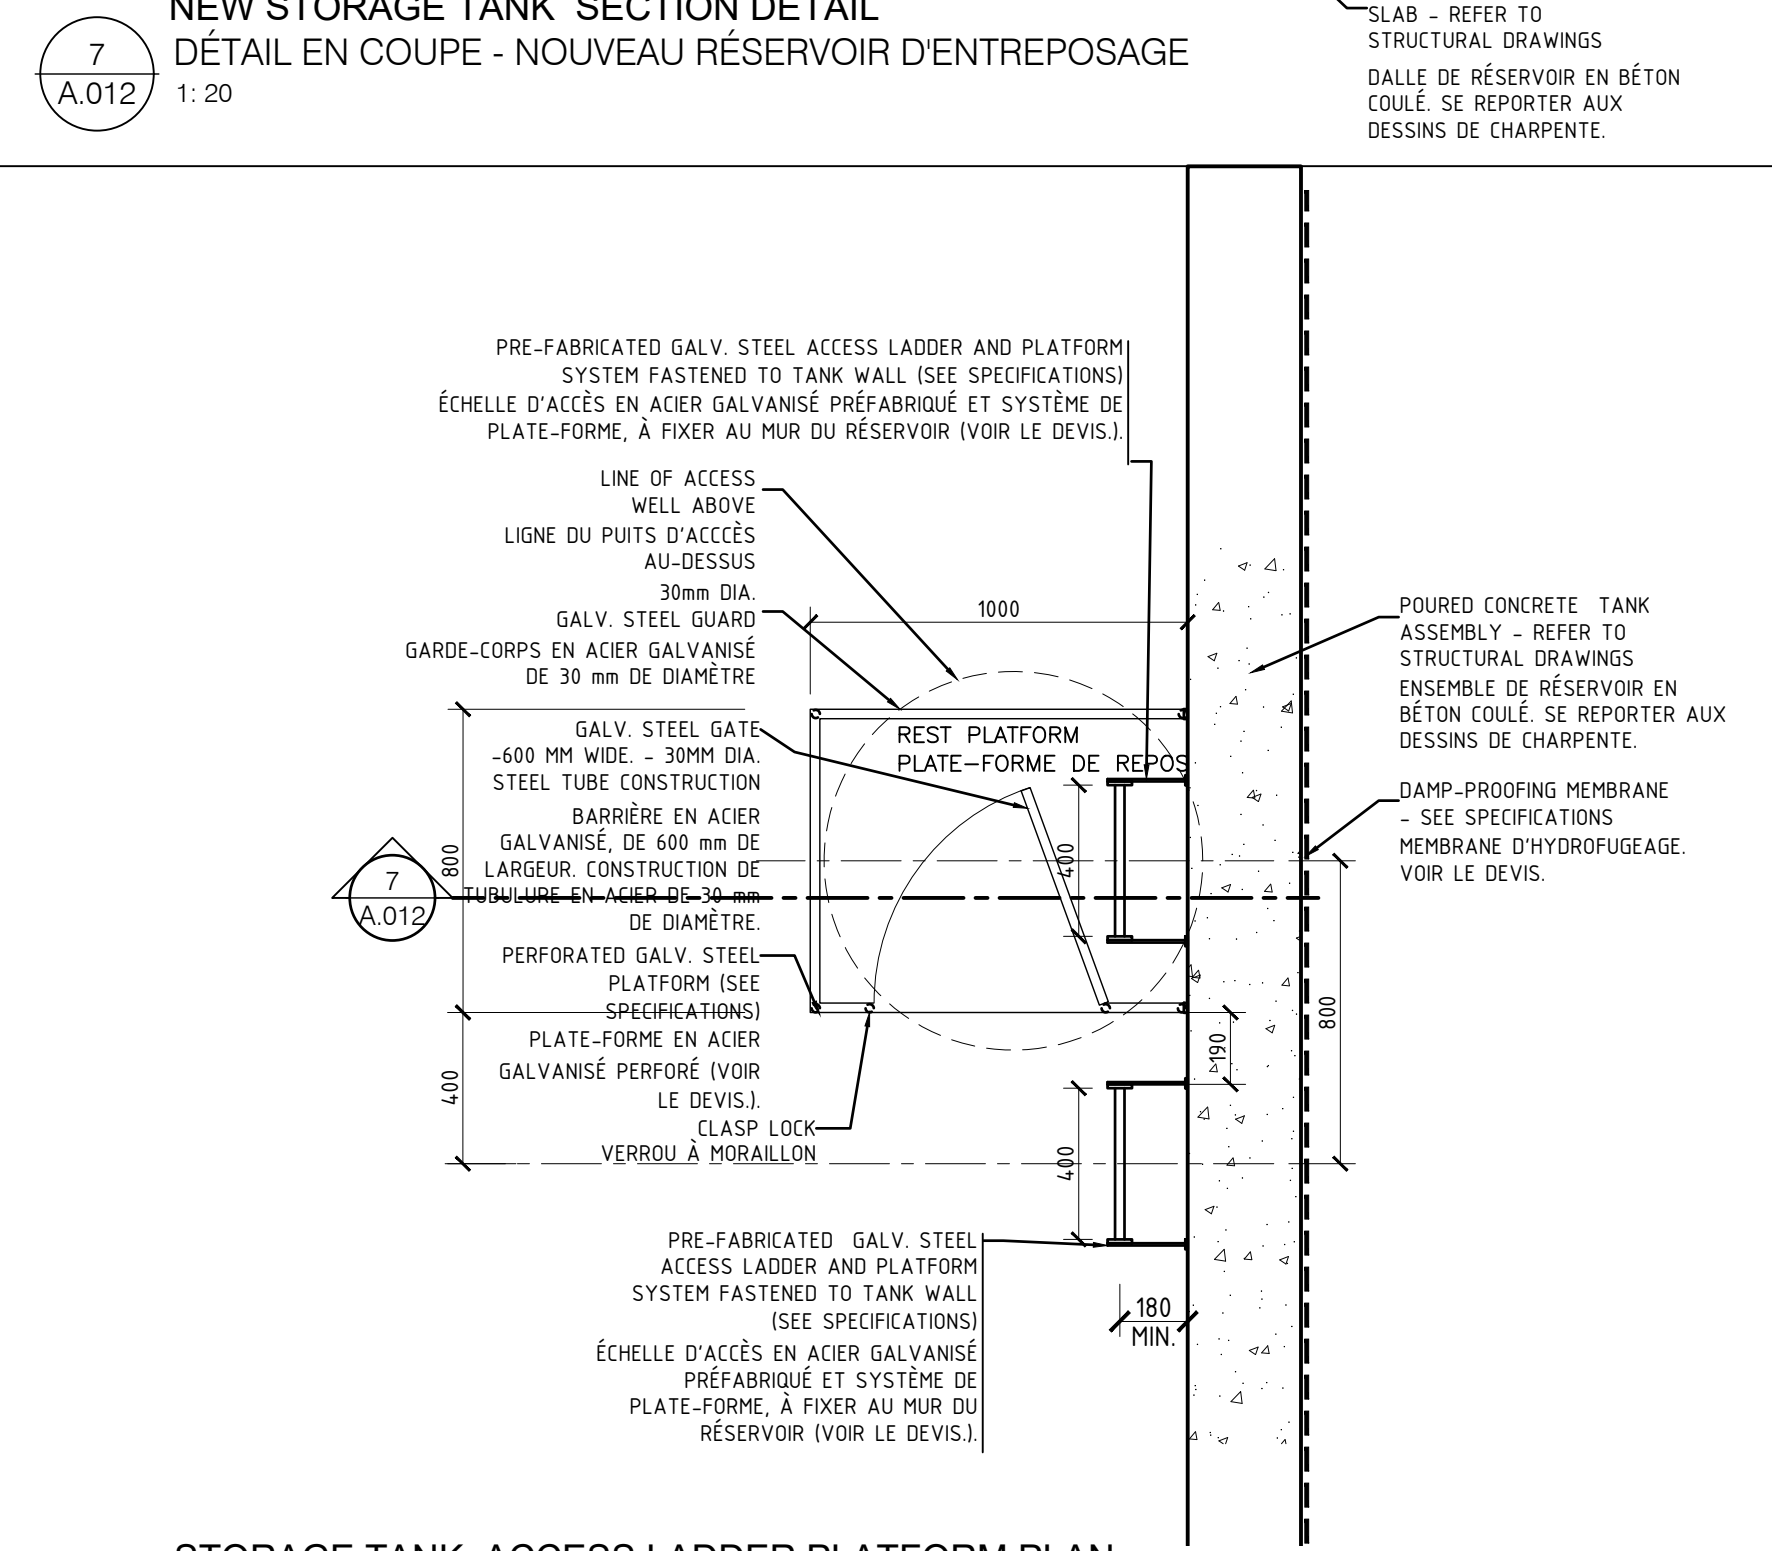 NEW STORAGE TANK SECTION DETAIL
DÉTAIL EN COUPE - NOUVEAU RÉSERVOIR D'ENTREPOSAGE
7
A.012
1: 20
SLAB - REFER TO
STRUCTURAL DRAWINGS
DALLE DE RÉSERVOIR EN BÉTON
COULÉ. SE REPORTER AUX
DESSINS DE CHARPENTE.
PRE-FABRICATED GALV. STEEL ACCESS LADDER AND PLATFORM
SYSTEM FASTENED TO TANK WALL (SEE SPECIFICATIONS)
ÉCHELLE D'ACCÈS EN ACIER GALVANISÉ PRÉFABRIQUÉ ET SYSTÈME DE
PLATE-FORME, À FIXER AU MUR DU RÉSERVOIR (VOIR LE DEVIS.).
LINE OF ACCESS
WELL ABOVE
LIGNE DU PUITS D'ACCCÈS
AU-DESSUS
30mm DIA.
GALV. STEEL GUARD
GARDE-CORPS EN ACIER GALVANISÉ
DE 30 mm DE DIAMÈTRE
1000
POURED CONCRETE TANK
ASSEMBLY - REFER TO
STRUCTURAL DRAWINGS
ENSEMBLE DE RÉSERVOIR EN
BÉTON COULÉ. SE REPORTER AUX
DESSINS DE CHARPENTE.
GALV. STEEL GATE
-600 MM WIDE. - 30MM DIA.
STEEL TUBE CONSTRUCTION
BARRIÈRE EN ACIER
GALVANISÉ, DE 600 mm DE
LARGEUR. CONSTRUCTION DE
TUBULURE EN ACIER DE 30 mm
DE DIAMÈTRE.
REST PLATFORM
PLATE-FORME DE REPOS
DAMP-PROOFING MEMBRANE
- SEE SPECIFICATIONS
MEMBRANE D'HYDROFUGEAGE.
VOIR LE DEVIS.
800
400
7
A.012
PERFORATED GALV. STEEL
PLATFORM (SEE
SPECIFICATIONS)
PLATE-FORME EN ACIER
GALVANISÉ PERFORÉ (VOIR
LE DEVIS.).
800
190
400
CLASP LOCK
VERROU À MORAILLON
400
PRE-FABRICATED GALV. STEEL
ACCESS LADDER AND PLATFORM
SYSTEM FASTENED TO TANK WALL
(SEE SPECIFICATIONS)
ÉCHELLE D'ACCÈS EN ACIER GALVANISÉ
PRÉFABRIQUÉ ET SYSTÈME DE
PLATE-FORME, À FIXER AU MUR DU
RÉSERVOIR (VOIR LE DEVIS.).
180
MIN.
STORAGE TANK ACCESS LADDER PLATFORM PLAN